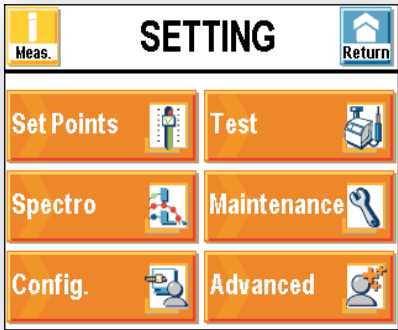 SETTING
Meas.
Return
Set Points
Test
Spectro
Maintenance
Config.
Advanced